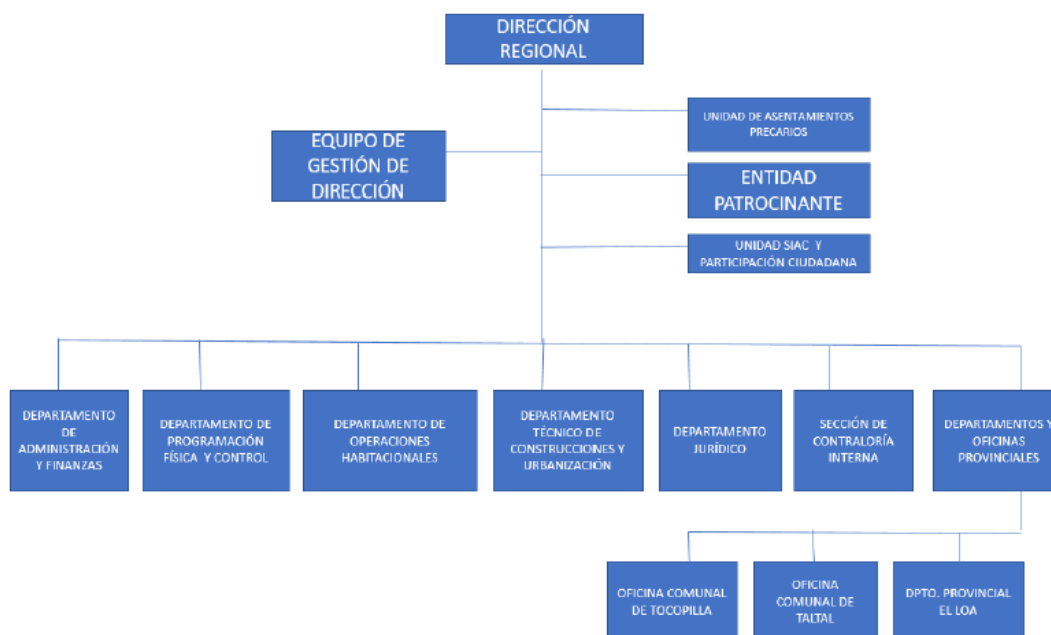 DIRECCIÓN
REGIONAL
UNIDAD DE ASENTAMIENTOS
PRECARIOS
EQUIPO DE
GESTIÓN DE
DIRECCIÓN
ENTIDAD
PATROCINANTE
UNIDAD SIAC Y
PARTICIPACIÓN CIUDADANA
DEPARTAMENTO
DE
ADMINISTRACIÓN
Y FINANZAS
DEPARTAMENTO DE
PROGRAMACIÓN
FÍSICA Y CONTROL
DEPARTAMENTO DE
OPERACIONES
HABITACIONALES
DEPARTAMENTO
TÉCNICO DE
CONSTRUCCIONES Y
URBANIZACIÓN
DEPARTAMENTO
JURÍDICO
SECCIÓN DE
CONTRALORÍA
INTERNA
DEPARTAMENTOS Y
OFICINAS
PROVINCIALES
OFICINA COMUNAL
DE TOCOPILLA
OFICINA
COMUNAL DE
TALTAL
DPTO. PROVINCIAL
EL LOA